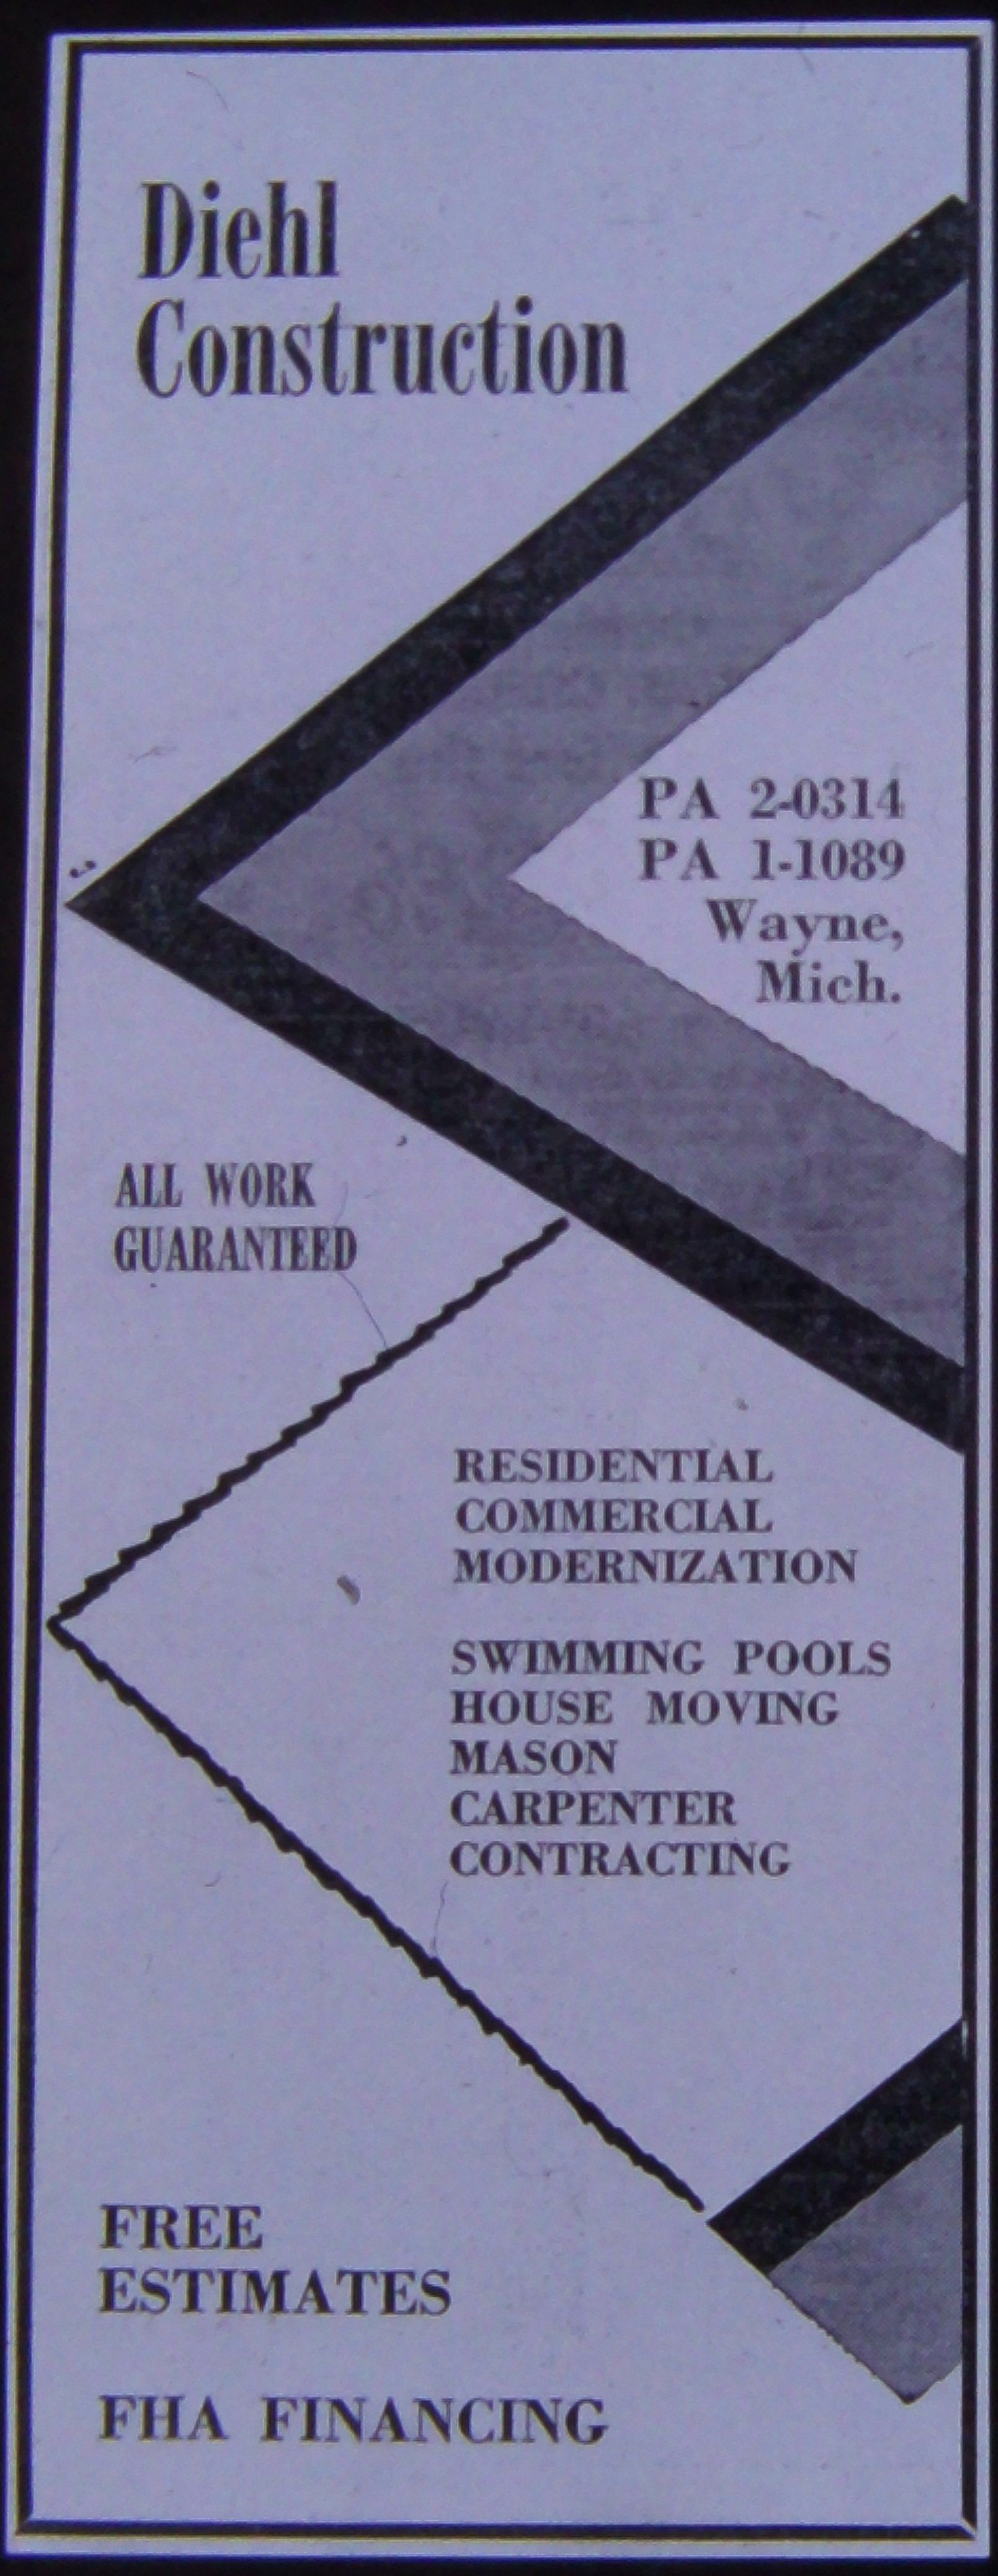 Diehl
Construction
PA 2-0314
PA 1-1089
Wayne,
Mich.
ALL WORK
GUARANTEED
RESIDENTIAL
COMMERCIAL
MODERNIZATION
SWIMMING POOLS
HOUSE MOVING
MASON
CARPENTER
CONTRACTING
FREE
ESTIMATES
FHA FINANCING